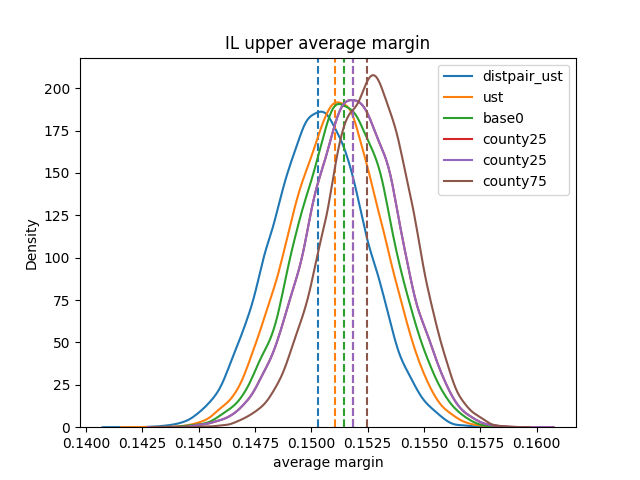 IL upper average margin
Density
200
175
150
125
100
75
50
25
0
0.1400 0.1425 0.1450 0.1475 0.1500 0.1525 0.1550 0.1575 0.1600
average margin
distpair_ust
ust
base0
county25
county25
county75